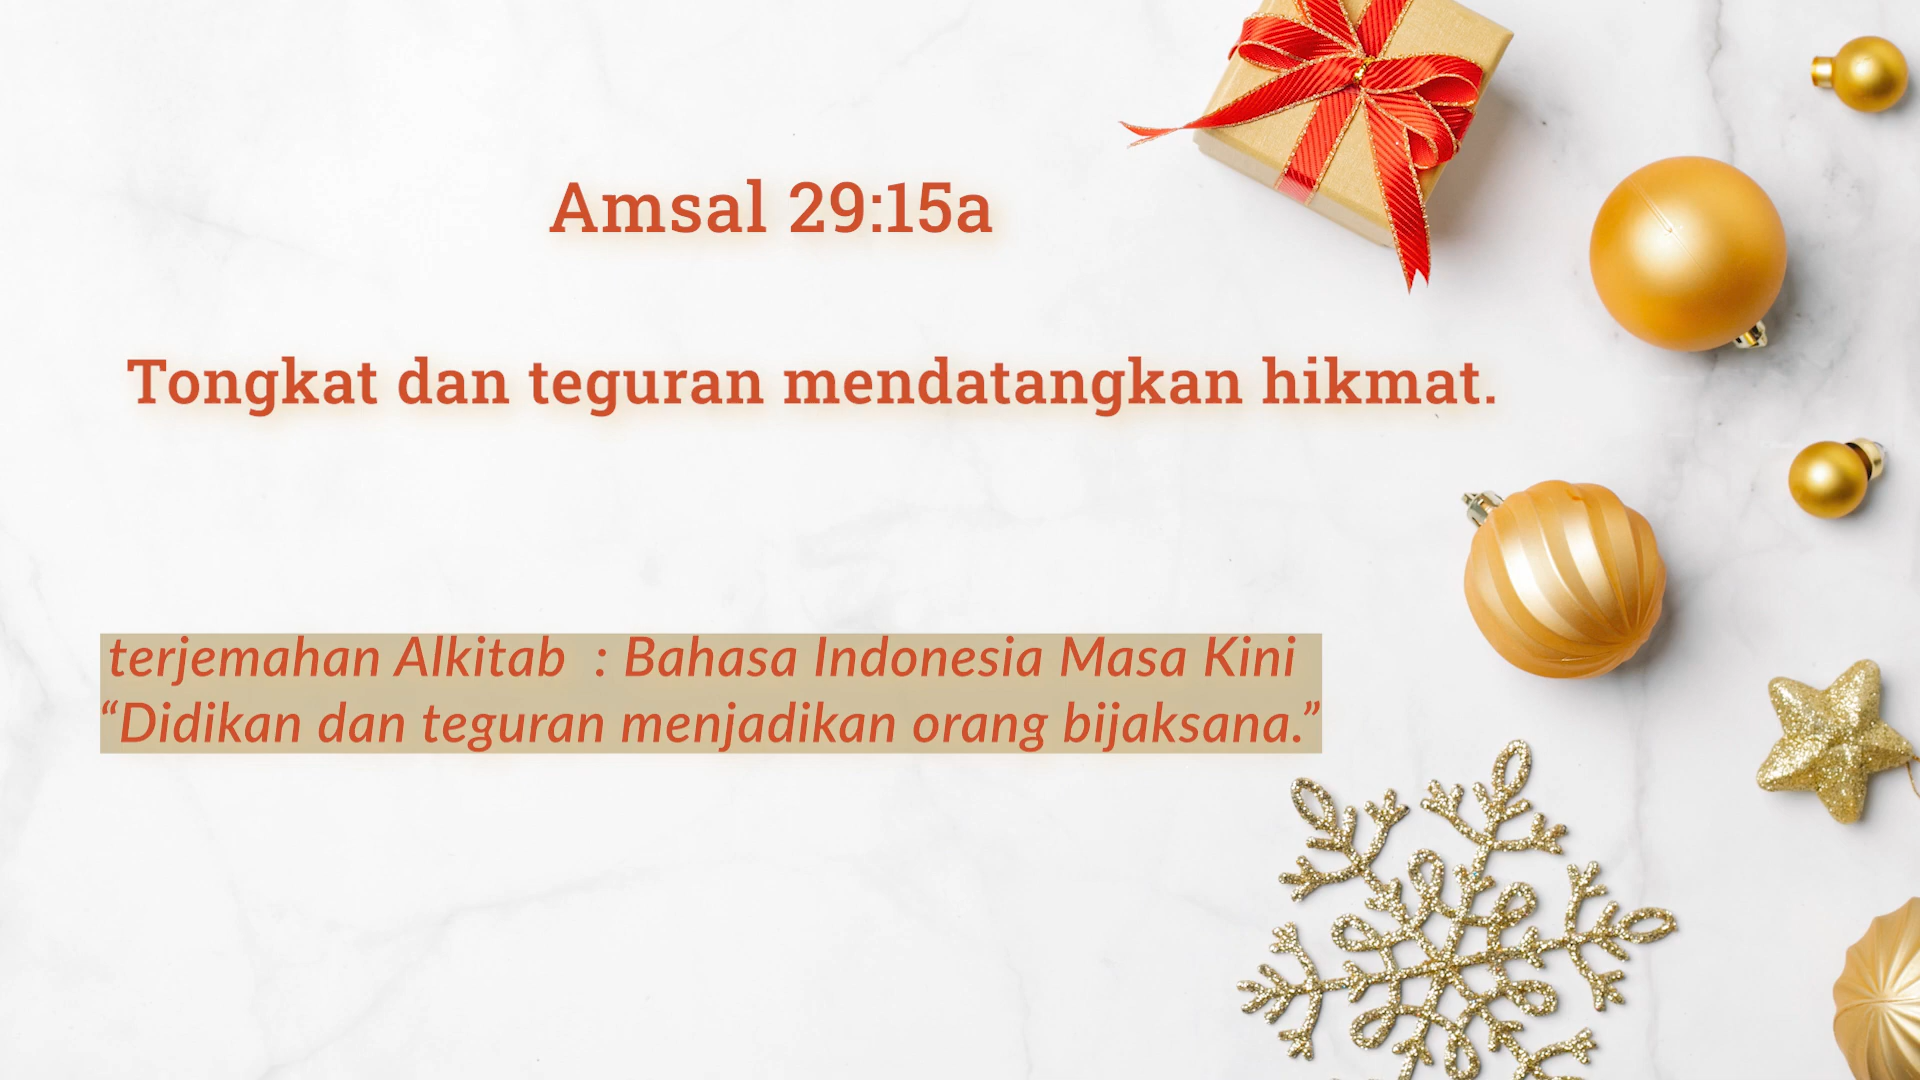 Amsal 29:15a
Tongkat dan teguran mendatangkan hikmat.
terjemahan Alkitab  : Bahasa Indonesia Masa Kini
“Didikan dan teguran menjadikan orang bijaksana.”